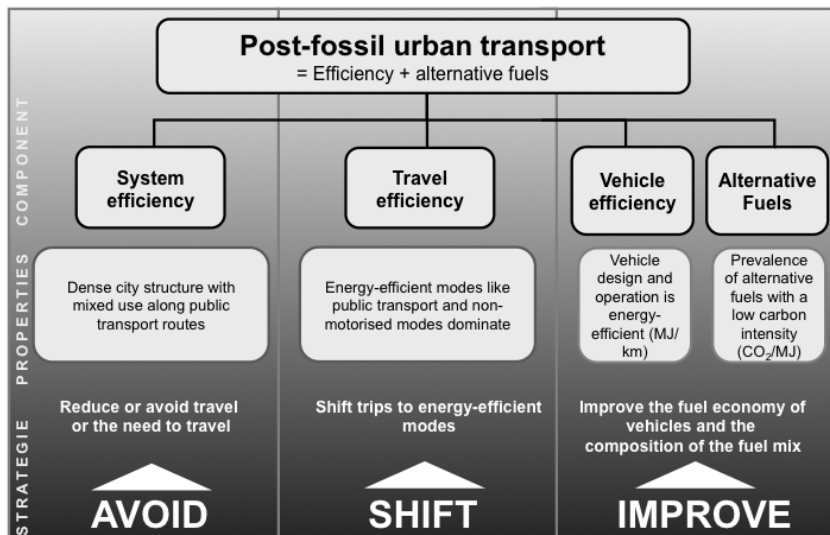 Post-fossil urban transport
= Efficiency + alternative fuels
COMPONENT
System
efficiency
Travel
efficiency
Vehicle
efficiency
Alternative
Fuels
PROPERTIES
Dense city structure with
mixed use along public
transport routes
Energy-efficient modes like
public transport and non-
motorised modes dominate
Vehicle
design and
operation is
energy-
efficient (MJ/
km)
Prevalence
of alternative
fuels with a
low carbon
intensity
(CO₂/MJ)
STRATEGIE
Reduce or avoid travel
or the need to travel
Shift trips to energy-efficient
modes
Improve the fuel economy of
vehicles and the
composition of the fuel mix
AVOID
SHIFT
IMPROVE